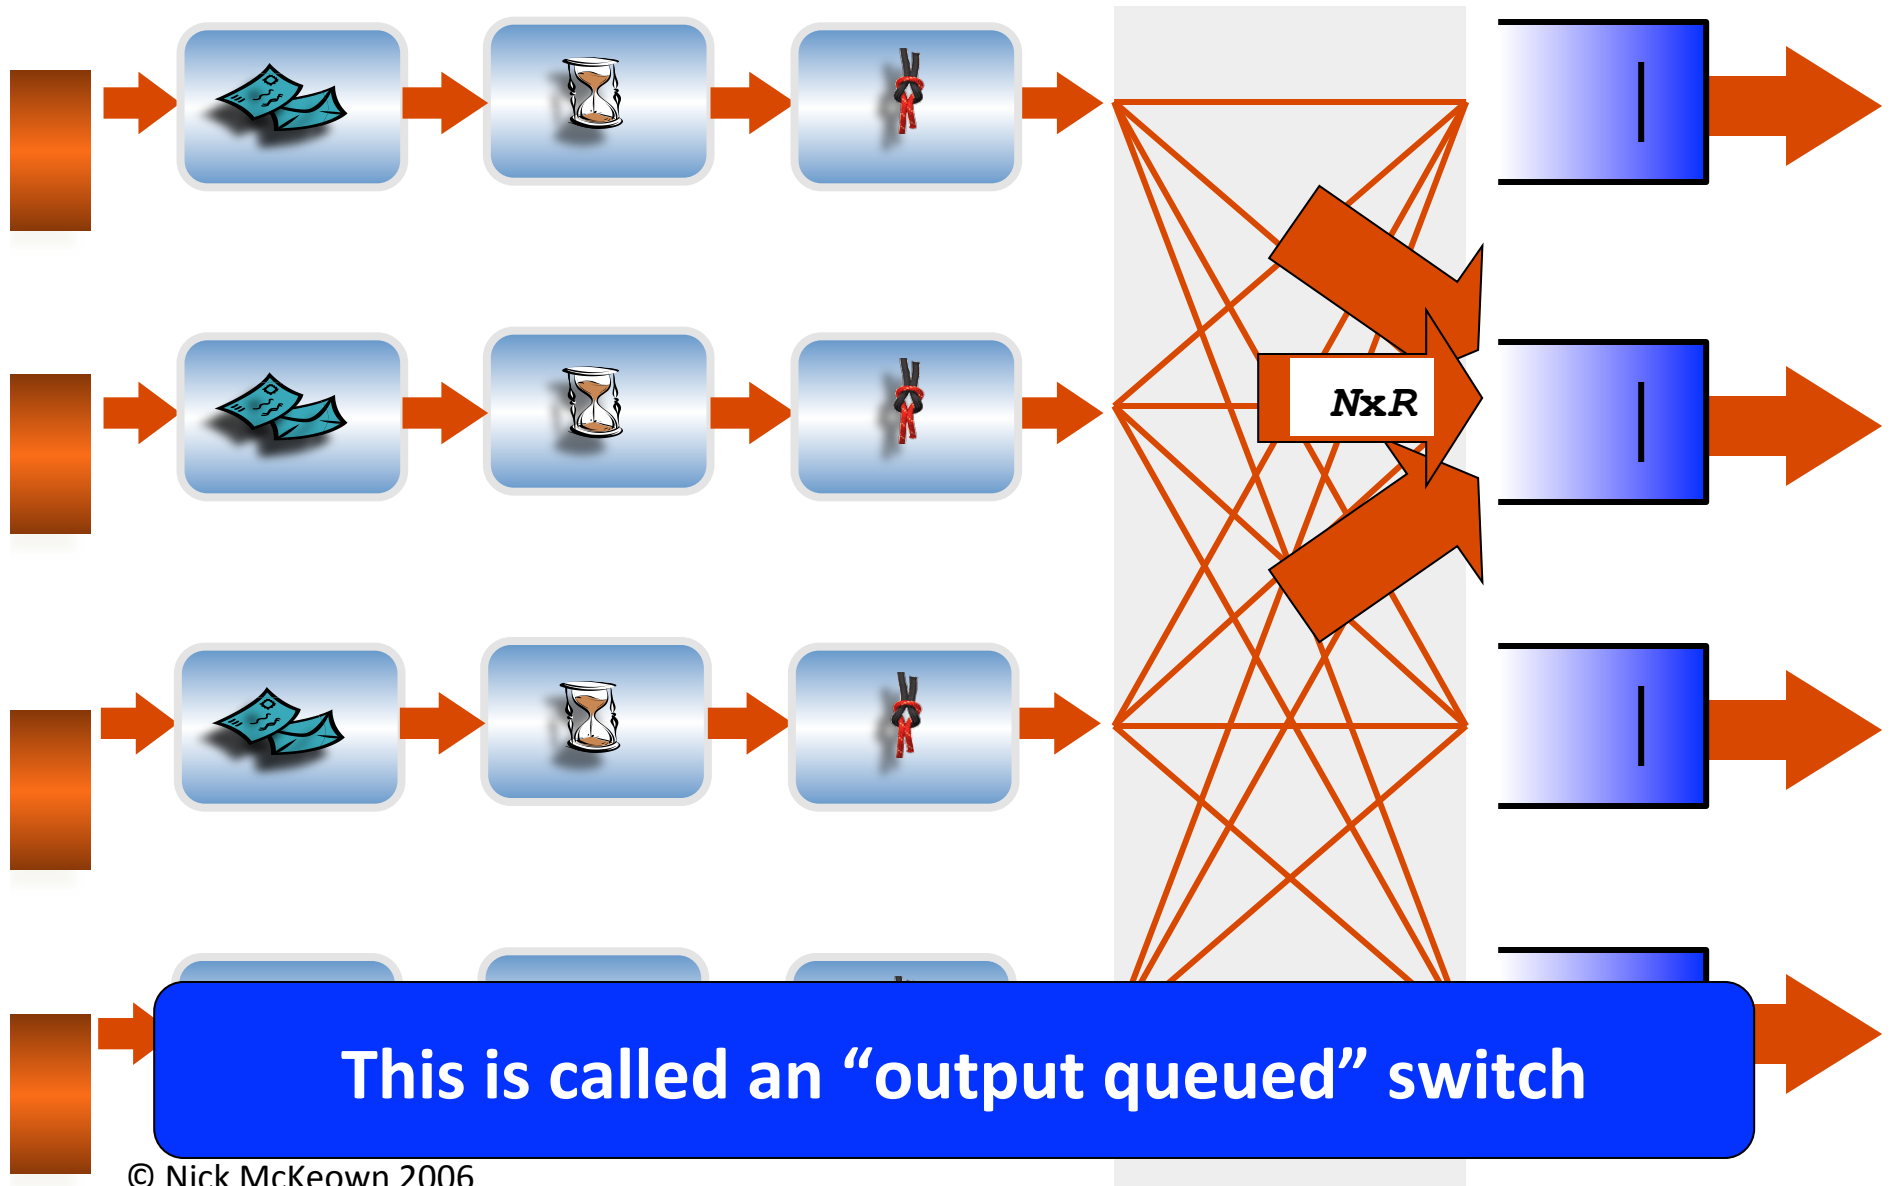 NxR
This is called an “output queued” switch
© Nick McKeown 2006